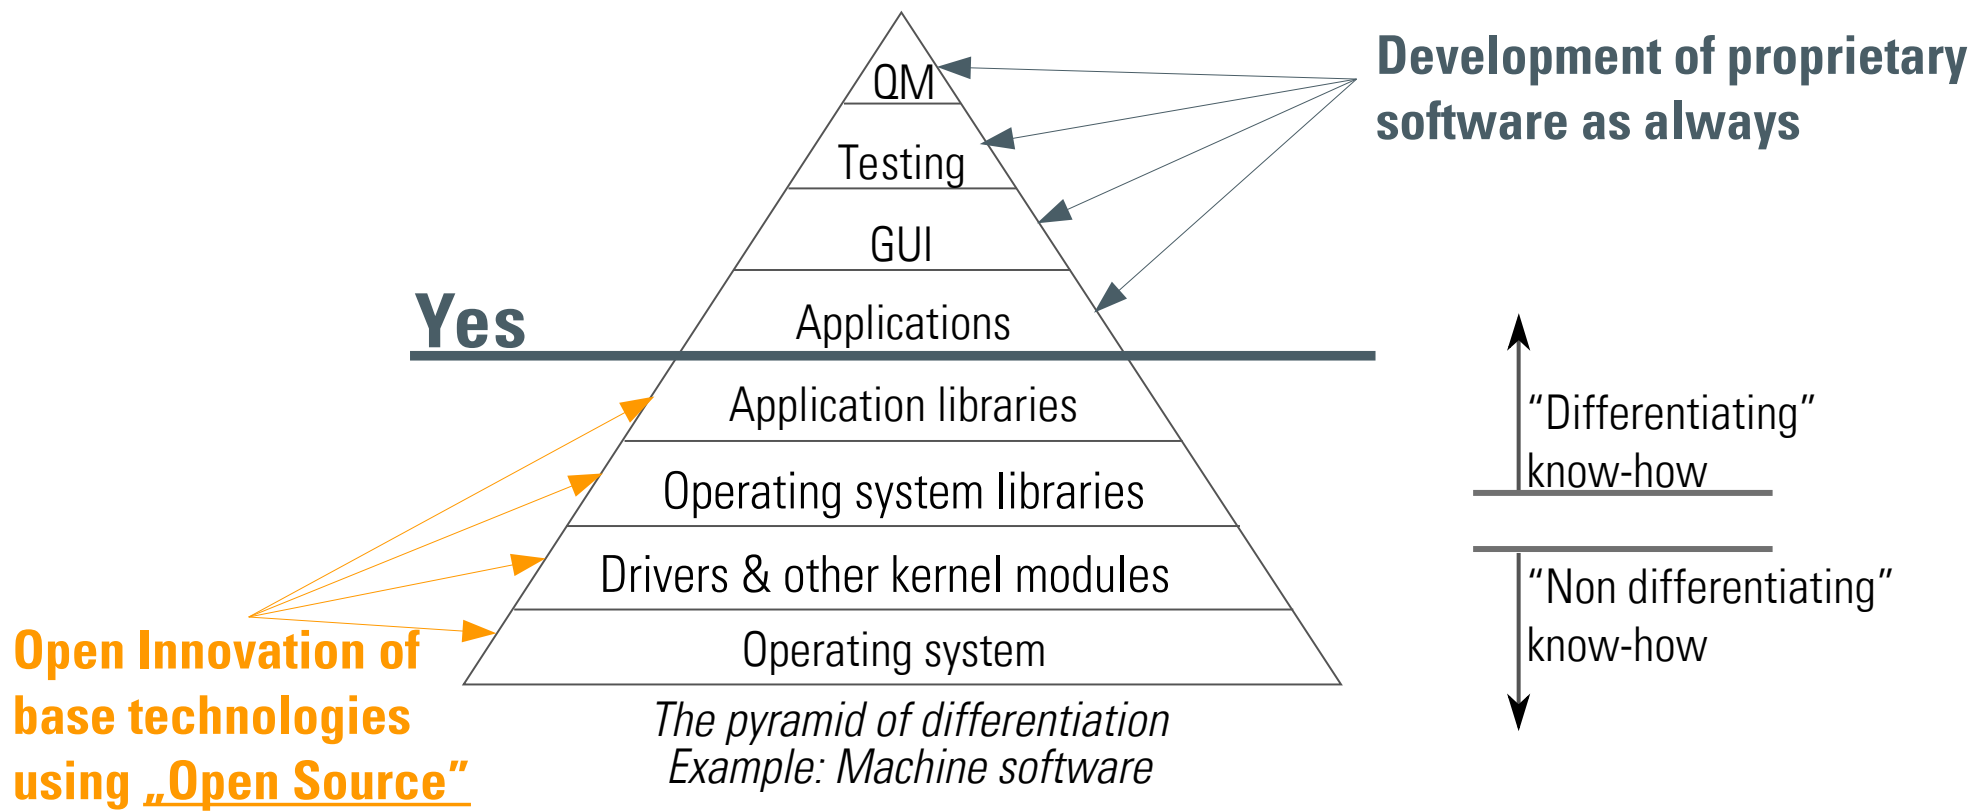 QM
Development of proprietary
software as always
Testing
GUI
Yes
Applications
Application libraries
“Differentiating”
know-how
Operating system libraries
Drivers & other kernel modules
“Non differentiating”
know-how
Operating system
Open Innovation of
base technologies
using „Open Source”
The pyramid of differentiation
Example: Machine software